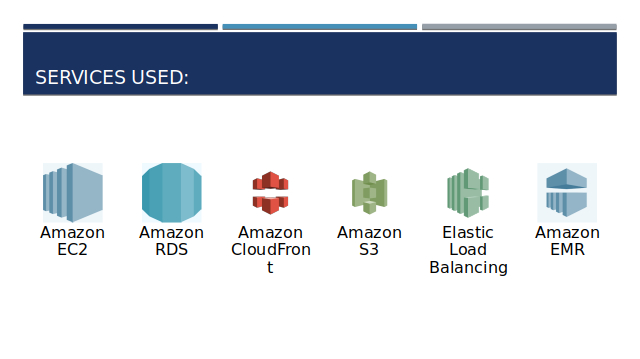 SERVICES USED:
Amazon
EC2
Amazon
RDS
Amazon
CloudFron
t
Amazon
S3
Elastic
Load
Balancing
Amazon
EMR